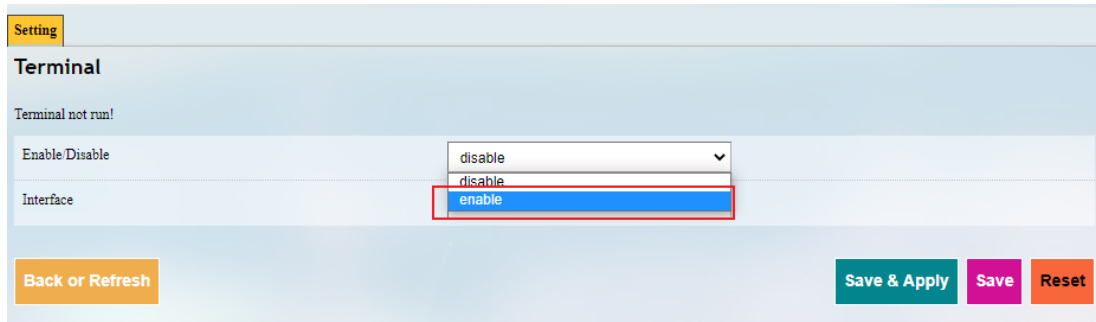 Setting
Terminal
Terminal not run!
Enable/Disable
disable
disable
enable
Interface
Back or Refresh
Save & Apply
Save
Reset